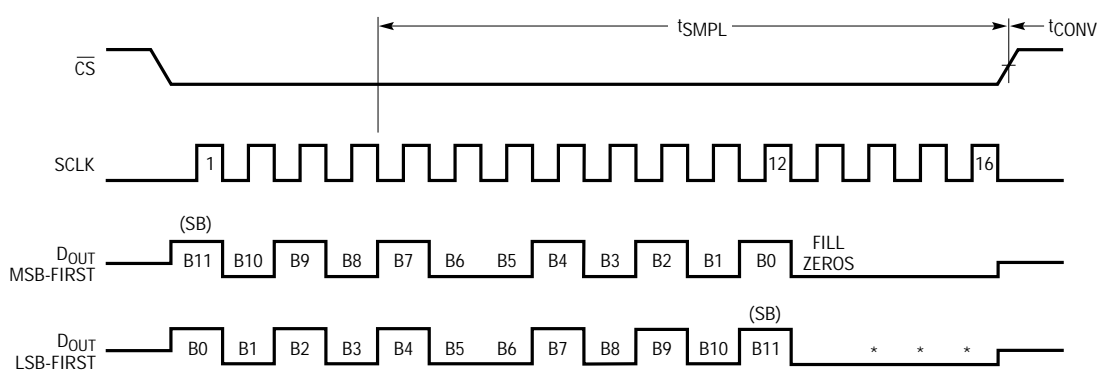 tSMPL
tCONV
CS
SCLK
1
12
16
(SB)
DOUT
MSB-FIRST
B11 B10 B9 B8 B7 B6 B5 B4 B3 B2 B1 B0
FILL
ZEROS
(SB)
DOUT
LSB-FIRST
B0 B1 B2 B3 B4 B5 B6 B7 B8 B9 B10 B11 * * *